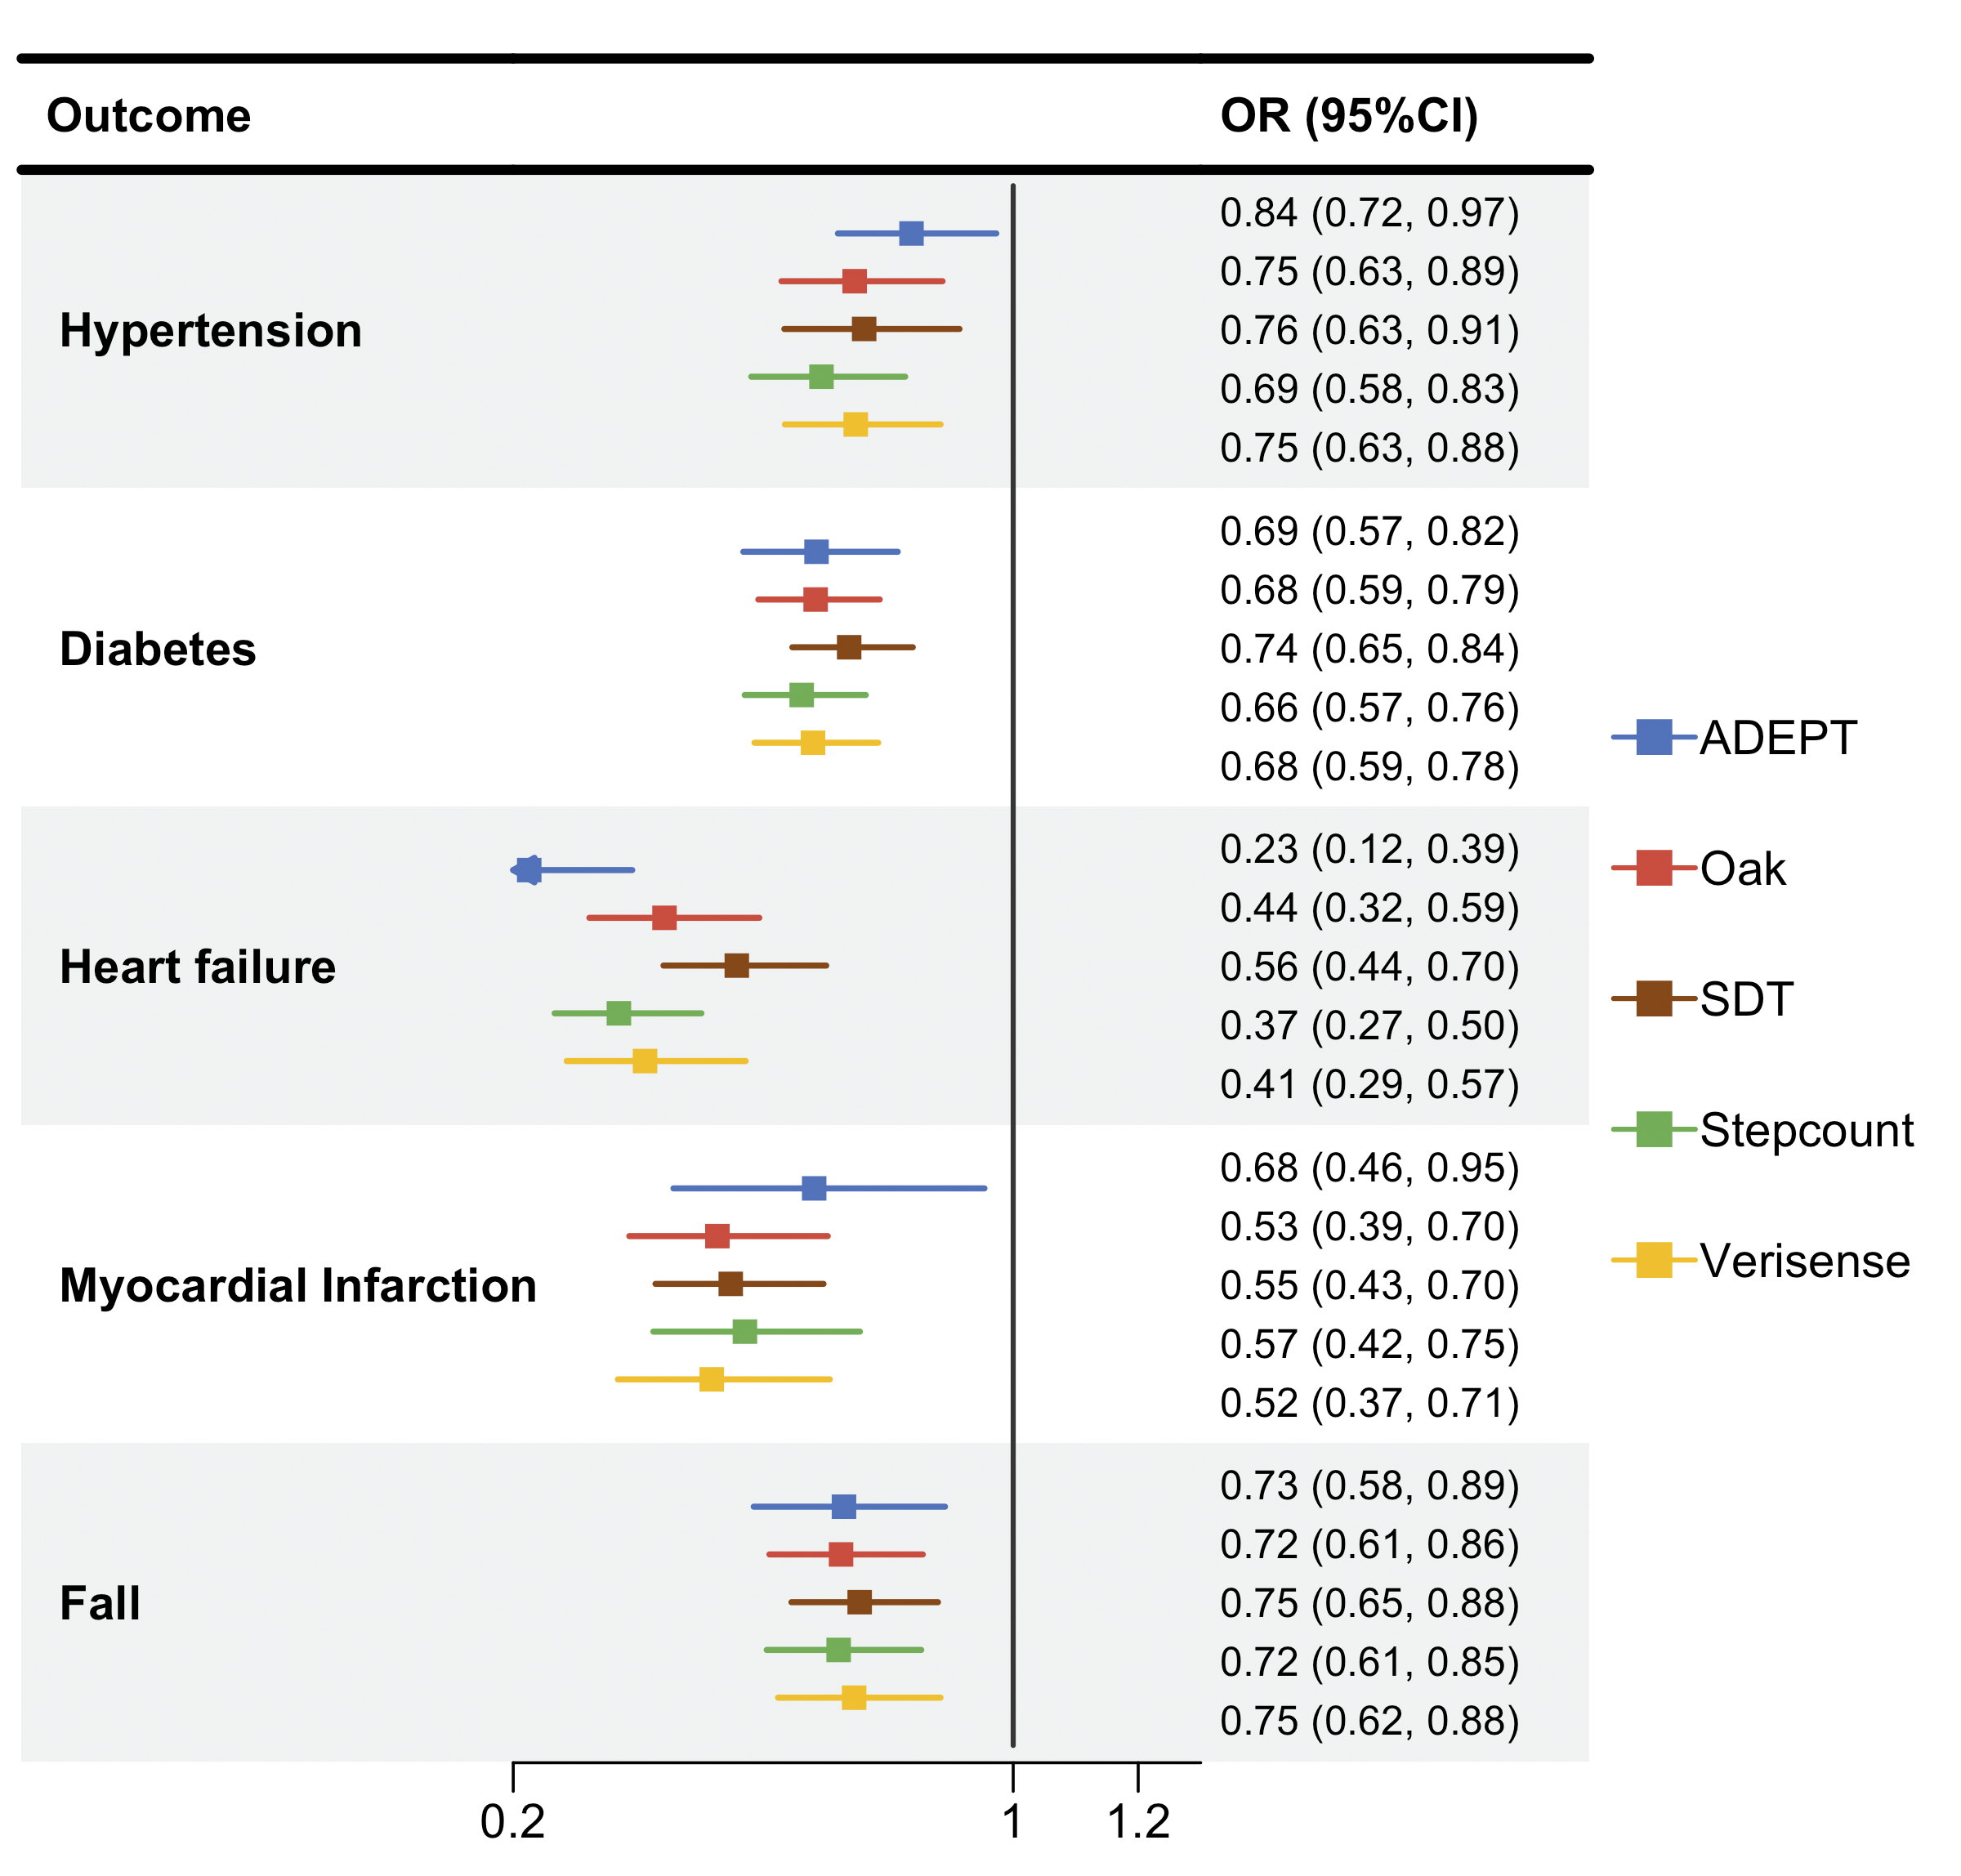 Outcome OR (95%CI)
0.84 (0.72, 0.97)
0.75 (0.63, 0.89)
Hypertension 0.76 (0.63, 0.91)
0.69 (0.58, 0.83)
0.75 (0.63, 0.88)
0.69 (0.57, 0.82)
0.68 (0.59, 0.79)
Diabetes 0.74 (0.65, 0.84)
0.66 (0.57, 0.76)
0.68 (0.59, 0.78)
0.23 (0.12, 0.39)
0.44 (0.32, 0.59)
Heart failure 0.56 (0.44, 0.70)
0.37 (0.27, 0.50)
0.41 (0.29, 0.57)
0.68 (0.46, 0.95)
0.53 (0.39, 0.70)
Myocardial Infarction 0.55 (0.43, 0.70)
0.57 (0.42, 0.75)
0.52 (0.37, 0.71)
0.73 (0.58, 0.89)
0.72 (0.61, 0.86)
Fall 0.75 (0.65, 0.88)
0.72 (0.61, 0.85)
0.75 (0.62, 0.88)
0.2 1 1.2
ADEPT
Oak
SDT
Stepcount
Verisense